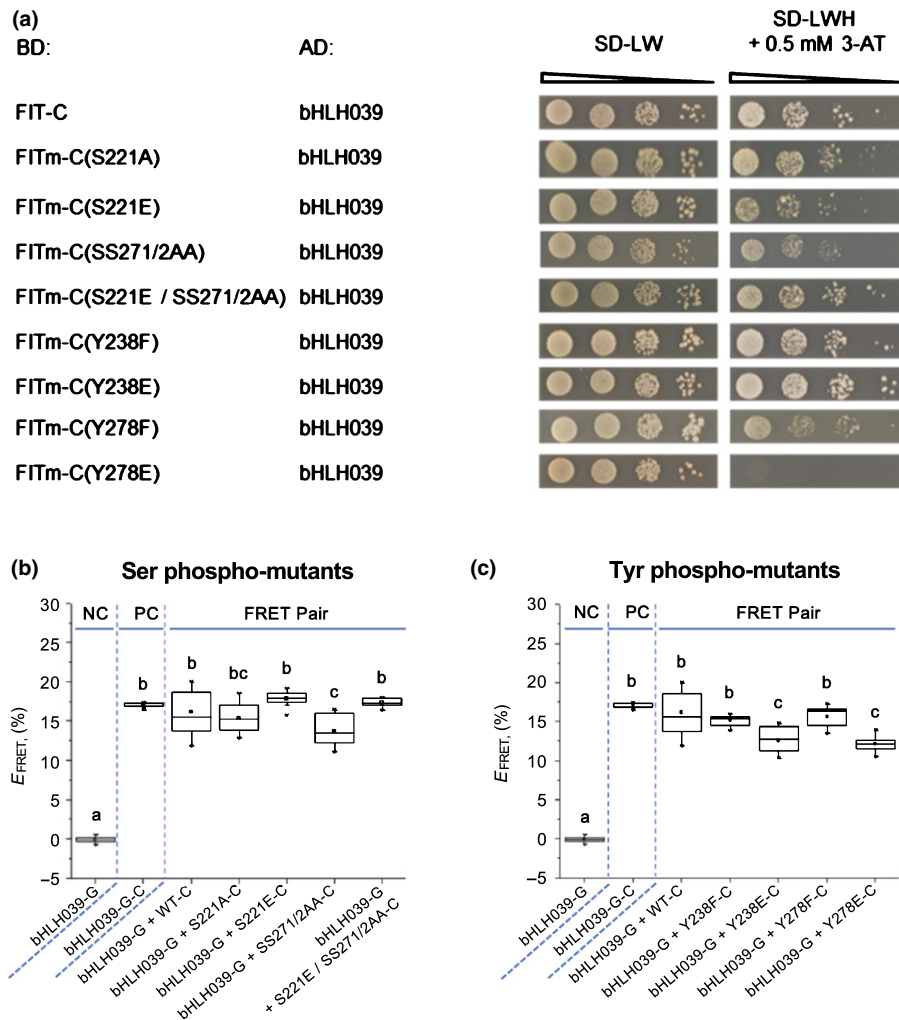 (a)
BD: AD: SD-LW SD-LWH + 0.5 mM 3-AT
FIT-C bHLH039
FITm-C(S221A) bHLH039
FITm-C(S221E) bHLH039
FITm-C(SS271/2AA) bHLH039
FITm-C(S221E / SS271/2AA) bHLH039
FITm-C(Y238F) bHLH039
FITm-C(Y238E) bHLH039
FITm-C(Y278F) bHLH039
FITm-C(Y278E) bHLH039
(b) Ser phospho-mutants
NC PC FRET Pair
E FRET, (%)
30
25
20
15
10
5
0
−5
a b b bc b c b
bHLH039-G
bHLH039-G-C
bHLH039-G + WT-C
bHLH039-G + S221A-C
bHLH039-G + S221E-C
bHLH039-G + SS271/2AA-C
bHLH039-G
+ S221E / SS271/2AA-C
(c) Tyr phospho-mutants
NC PC FRET Pair
E FRET, (%)
30
25
20
15
10
5
0
−5
a b b b c b c
bHLH039-G
bHLH039-G-C
bHLH039-G + WT-C
bHLH039-G + Y238F-C
bHLH039-G + Y238E-C
bHLH039-G + Y278F-C
bHLH039-G + Y278E-C